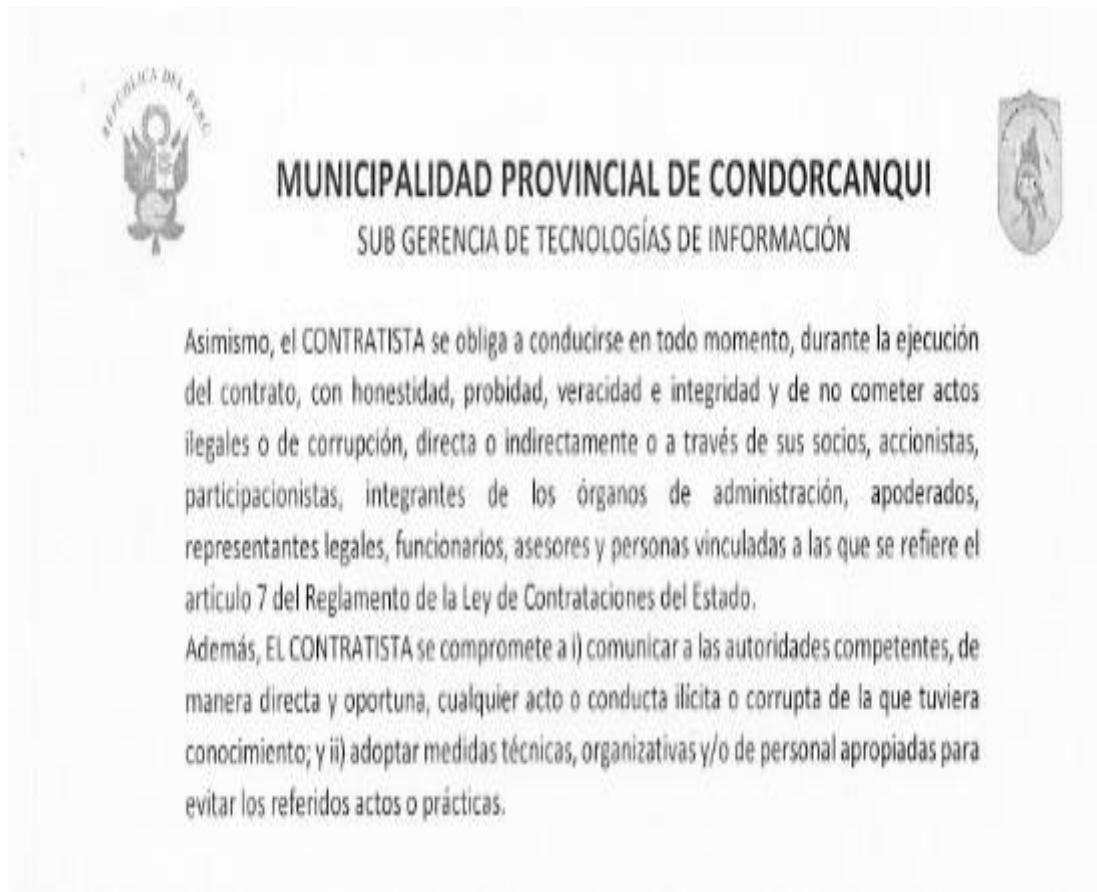 REPÚBLICA DEL PERÚ
MUNICIPALIDAD PROVINCIAL DE CONDORCANQUI
SUB GERENCIA DE TECNOLOGÍAS DE INFORMACIÓN
Asimismo, el CONTRATISTA se obliga a conducirse en todo momento, durante la ejecución
del contrato, con honestidad, probidad, veracidad e integridad y de no cometer actos
ilegales o de corrupción, directa o indirectamente o a través de sus socios, accionistas,
participacionistas, integrantes de los órganos de administración, apoderados,
representantes legales, funcionarios, asesores y personas vinculadas a las que se refiere el
artículo 7 del Reglamento de la Ley de Contrataciones del Estado.
Además, EL CONTRATISTA se compromete a i) comunicar a las autoridades competentes, de
manera directa y oportuna, cualquier acto o conducta ilícita o corrupta de la que tuviera
conocimiento; y ii) adoptar medidas técnicas, organizativas y/o de personal apropiadas para
evitar los referidos actos o prácticas.